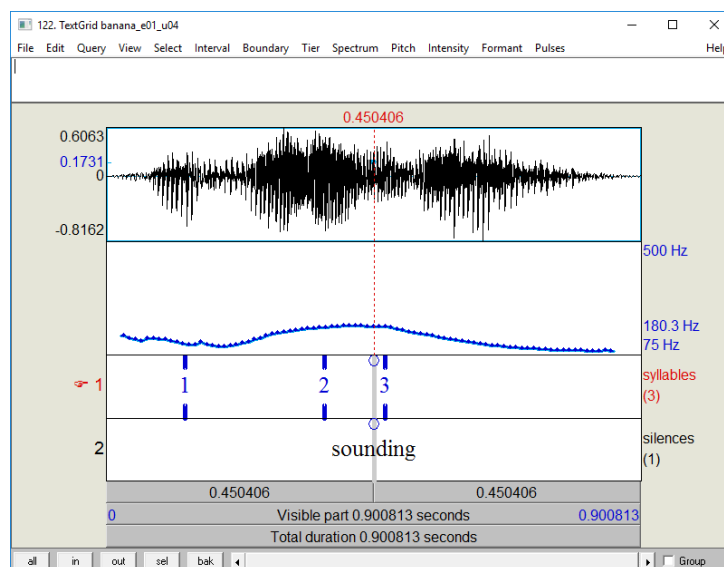 122. TextGrid banana_e01_u04
File Edit Query View Select Interval Boundary Tier Spectrum Pitch Intensity Formant Pulses Help
0.450406
0.6063
0.1731
0
-0.8162
500 Hz
180.3 Hz
75 Hz
1 1 2 3 syllables
(3)
2 sounding silences
(1)
0.450406 0.450406
0 Visible part 0.900813 seconds 0.900813
Total duration 0.900813 seconds
all in out sel bak Group